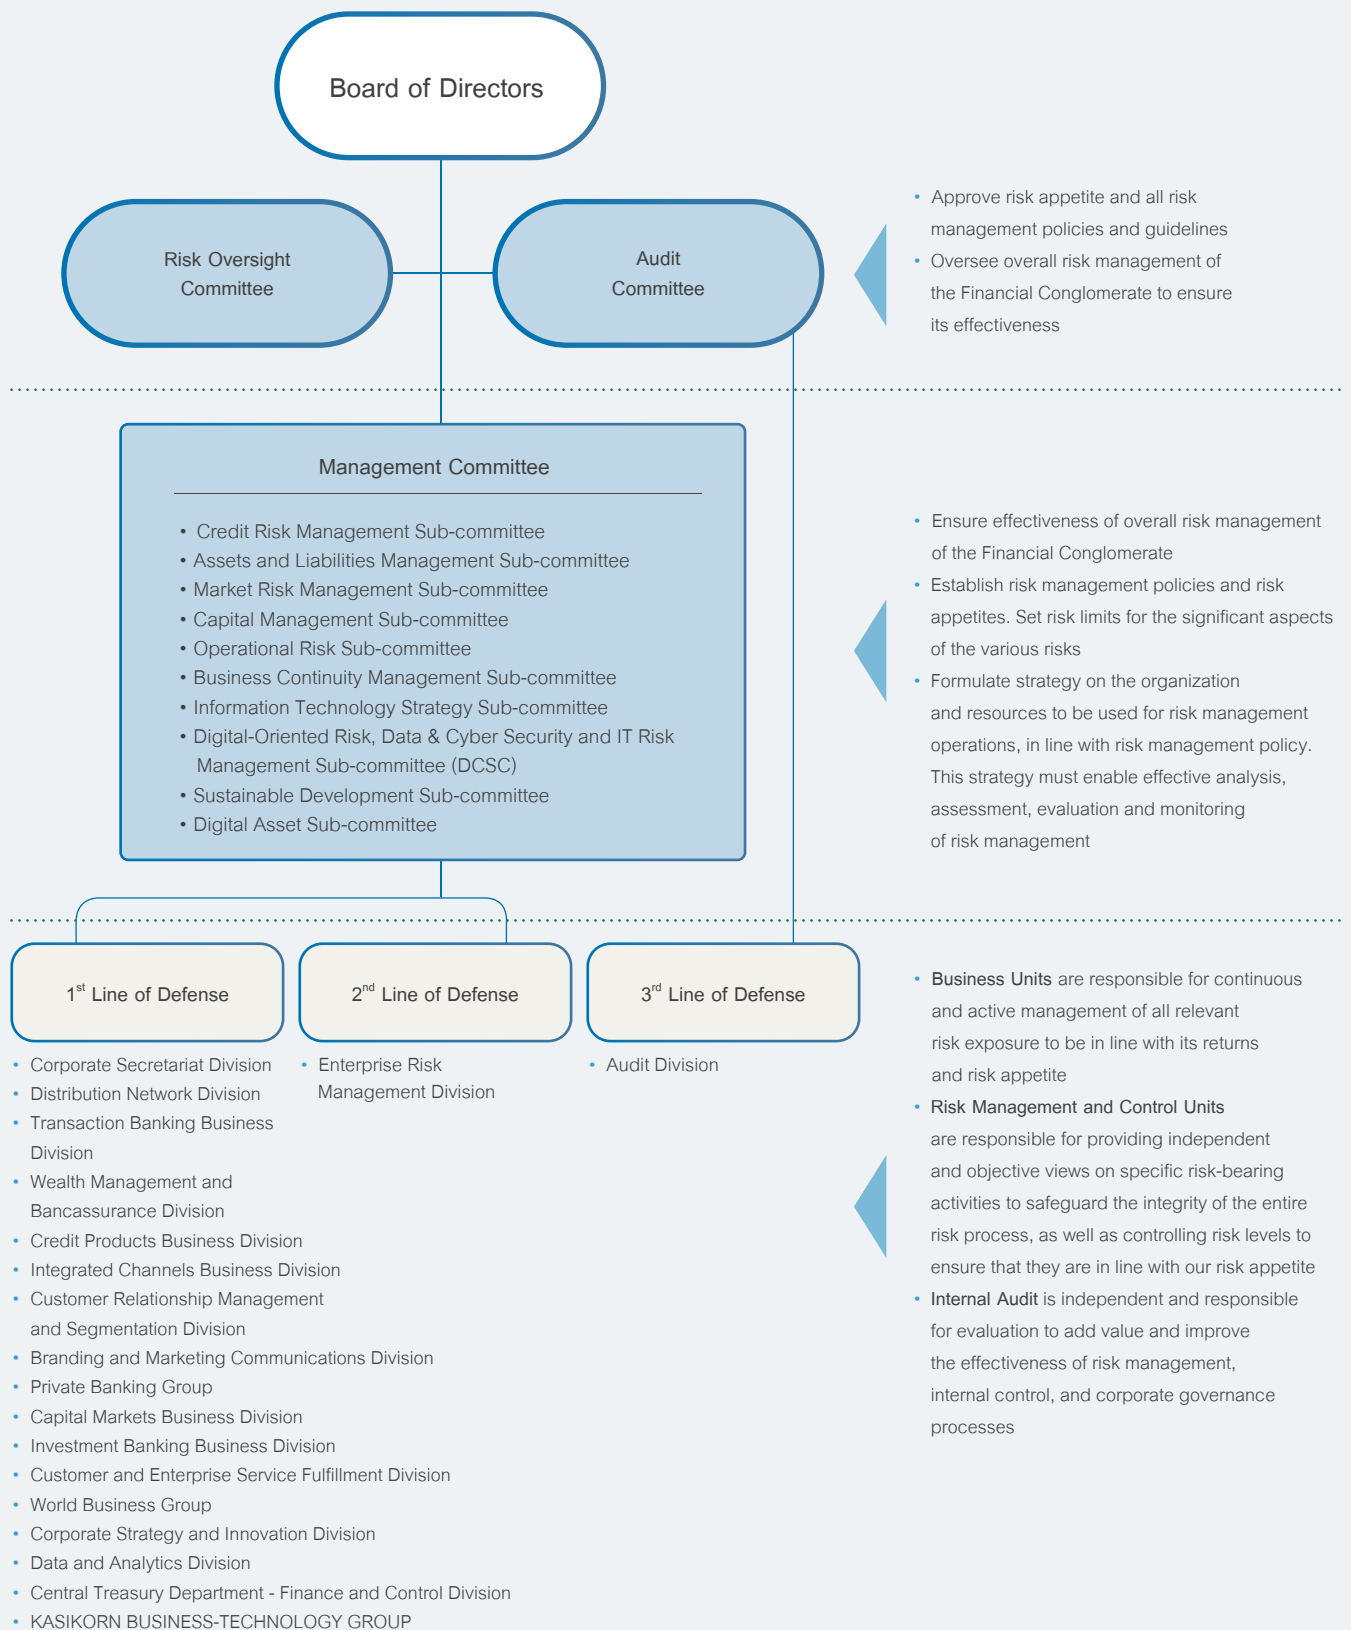 Board of Directors
Risk Oversight
Committee
Audit
Committee
• Approve risk appetite and all risk
management policies and guidelines
• Oversee overall risk management of
the Financial Conglomerate to ensure
its effectiveness
Management Committee
• Credit Risk Management Sub-committee
• Assets and Liabilities Management Sub-committee
• Market Risk Management Sub-committee
• Capital Management Sub-committee
• Operational Risk Sub-committee
• Business Continuity Management Sub-committee
• Information Technology Strategy Sub-committee
• Digital-Oriented Risk, Data & Cyber Security and IT Risk
Management Sub-committee (DCSC)
• Sustainable Development Sub-committee
• Digital Asset Sub-committee
• Ensure effectiveness of overall risk management
of the Financial Conglomerate
• Establish risk management policies and risk
appetites. Set risk limits for the significant aspects
of the various risks
• Formulate strategy on the organization
and resources to be used for risk management
operations, in line with risk management policy.
This strategy must enable effective analysis,
assessment, evaluation and monitoring
of risk management
1st Line of Defense
• Corporate Secretariat Division
• Distribution Network Division
• Transaction Banking Business
Division
• Wealth Management and
Bancassurance Division
• Credit Products Business Division
• Integrated Channels Business Division
• Customer Relationship Management
and Segmentation Division
• Branding and Marketing Communications Division
• Private Banking Group
• Capital Markets Business Division
• Investment Banking Business Division
• Customer and Enterprise Service Fulfillment Division
• World Business Group
• Corporate Strategy and Innovation Division
• Data and Analytics Division
• Central Treasury Department - Finance and Control Division
• KASIKORN BUSINESS-TECHNOLOGY GROUP
2nd Line of Defense
• Enterprise Risk
Management Division
3rd Line of Defense
• Audit Division
• Business Units are responsible for continuous
and active management of all relevant
risk exposure to be in line with its returns
and risk appetite
• Risk Management and Control Units
are responsible for providing independent
and objective views on specific risk-bearing
activities to safeguard the integrity of the entire
risk process, as well as controlling risk levels to
ensure that they are in line with our risk appetite
• Internal Audit is independent and responsible
for evaluation to add value and improve
the effectiveness of risk management,
internal control, and corporate governance
processes